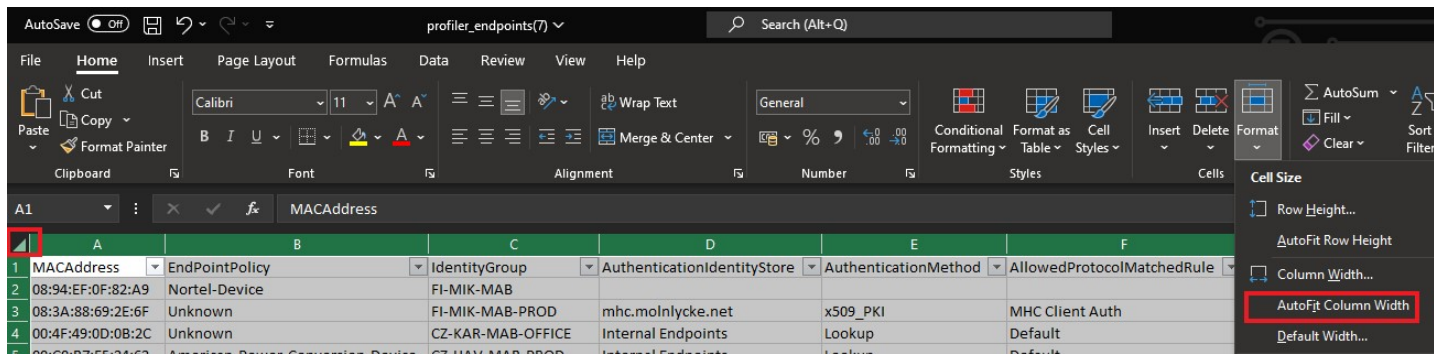 AutoSave Off profiler_endpoints(7) Search (Alt+Q)
File Home Insert Page Layout Formulas Data Review View Help
Cut
Copy
Format Painter
Paste
Clipboard
Calibri 11
B I U
Font
Wrap Text
Merge & Center
Alignment
General
Number
Conditional Formatting
Format as Table
Cell Styles
Styles
Insert Delete Format
Cells
AutoSum
Fill
Clear
Sort
Filter
Cell Size
Row Height...
AutoFit Row Height
Column Width...
AutoFit Column Width
Default Width...
A1 fx MACAddress
A B C D E F
1 MACAddress EndPointPolicy IdentityGroup AuthenticationIdentityStore AuthenticationMethod AllowedProtocolMatchedRule
2 08:94:EF:0F:82:A9 Nortel-Device FI-MIK-MAB
3 08:3A:88:69:2E:6F Unknown FI-MIK-MAB-PROD mhc.molnlycke.net x509_PKI MHC Client Auth
4 00:4F:49:0D:0B:2C Unknown CZ-KAR-MAB-OFFICE Internal Endpoints Lookup Default